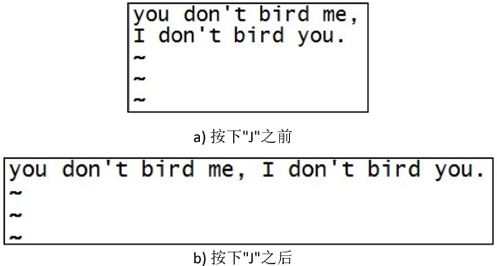 you don't bird me,
I don't bird you.
~
~
~
a) 按下"J"之前
you don't bird me, I don't bird you.
~
~
~
b) 按下"J"之后